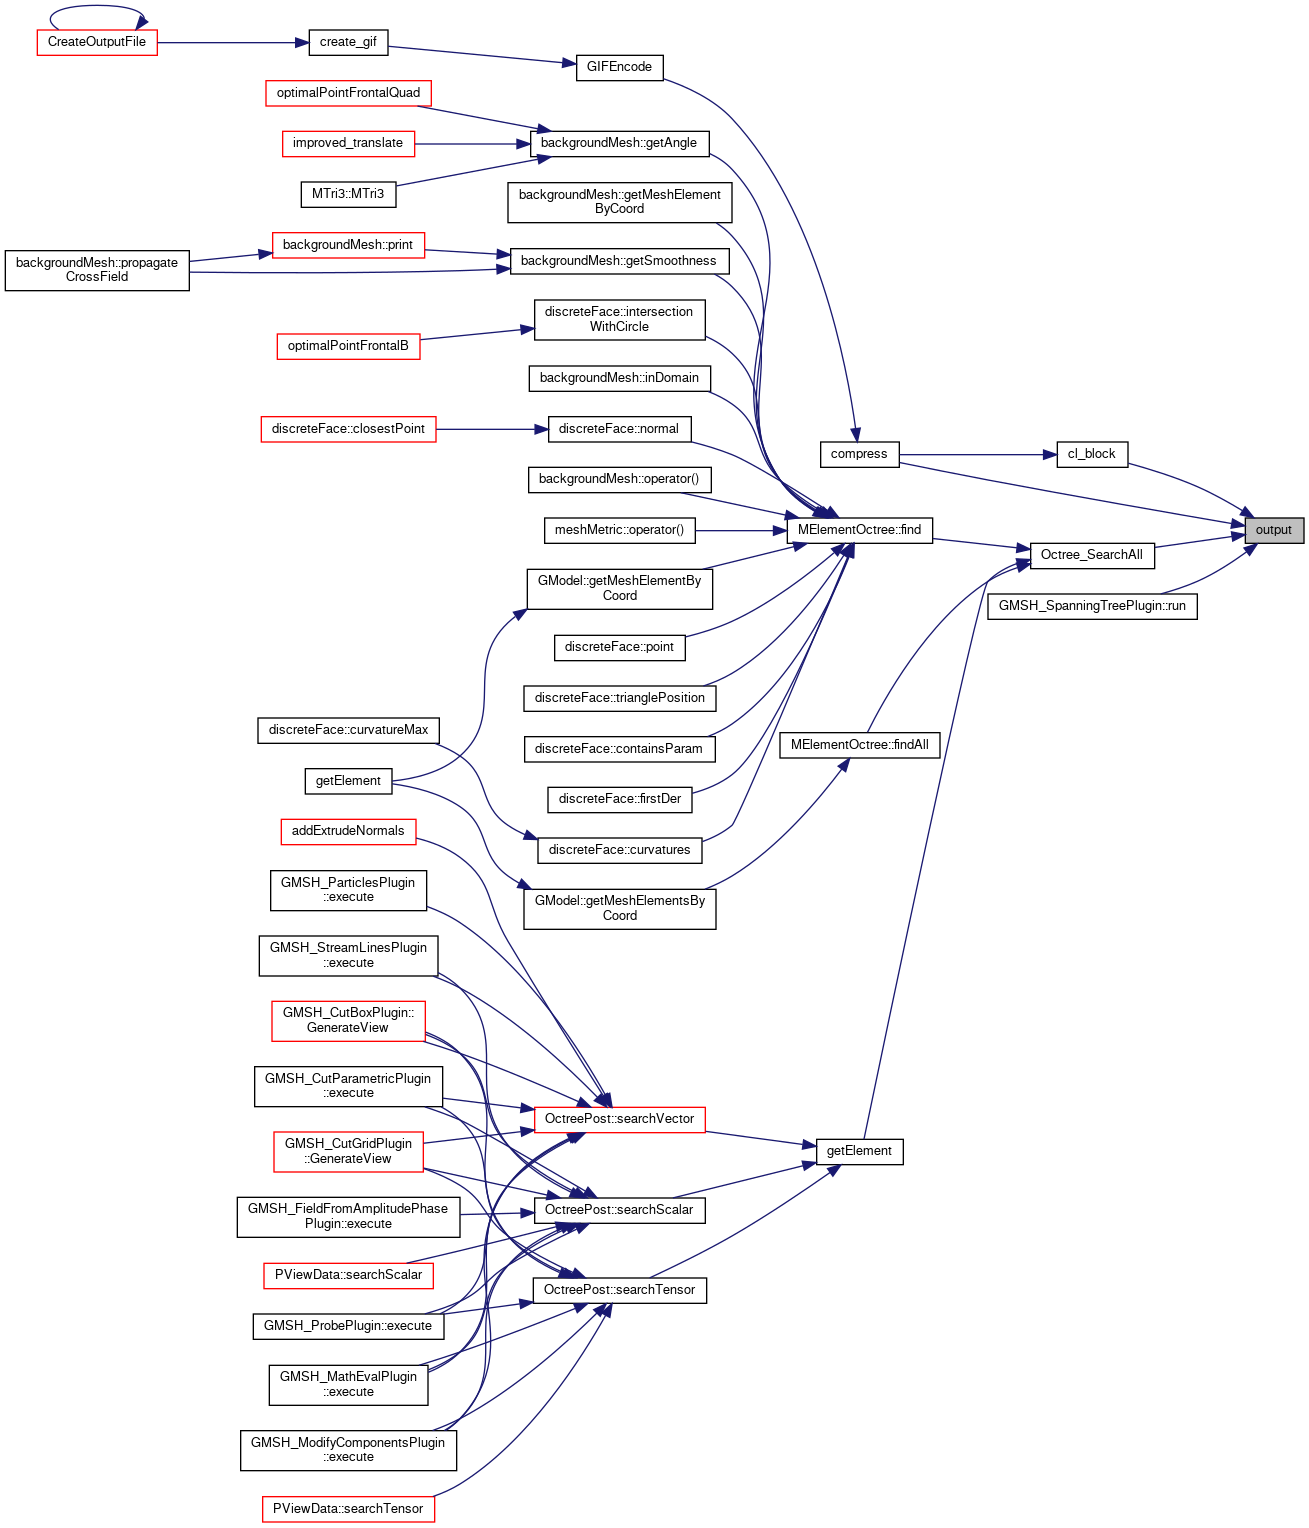 CreateOutputFile
create_gif
GIFEncode
optimalPointFrontalQuad
improved_translate
backgroundMesh::getAngle
MTri3::MTri3
backgroundMesh::getMeshElement
ByCoord
backgroundMesh::print
backgroundMesh::getSmoothness
backgroundMesh::propagate
CrossField
discreteFace::intersection
WithCircle
optimalPointFrontalB
backgroundMesh::inDomain
discreteFace::closestPoint
discreteFace::normal
compress
cl_block
backgroundMesh::operator()
meshMetric::operator()
MElementOctree::find
output
Octree_SearchAll
GModel::getMeshElementBy
Coord
GMSH_SpanningTreePlugin::run
discreteFace::point
discreteFace::trianglePosition
discreteFace::curvatureMax
discreteFace::containsParam
MElementOctree::findAll
getElement
discreteFace::firstDer
addExtrudeNormals
discreteFace::curvatures
GMSH_ParticlesPlugin
::execute
GModel::getMeshElementsBy
Coord
GMSH_StreamLinesPlugin
::execute
GMSH_CutBoxPlugin::
GenerateView
GMSH_CutParametricPlugin
::execute
OctreePost::searchVector
GMSH_CutGridPlugin
::GenerateView
getElement
GMSH_FieldFromAmplitudePhase
Plugin::execute
OctreePost::searchScalar
PViewData::searchScalar
OctreePost::searchTensor
GMSH_ProbePlugin::execute
GMSH_MathEvalPlugin
::execute
GMSH_ModifyComponentsPlugin
::execute
PViewData::searchTensor